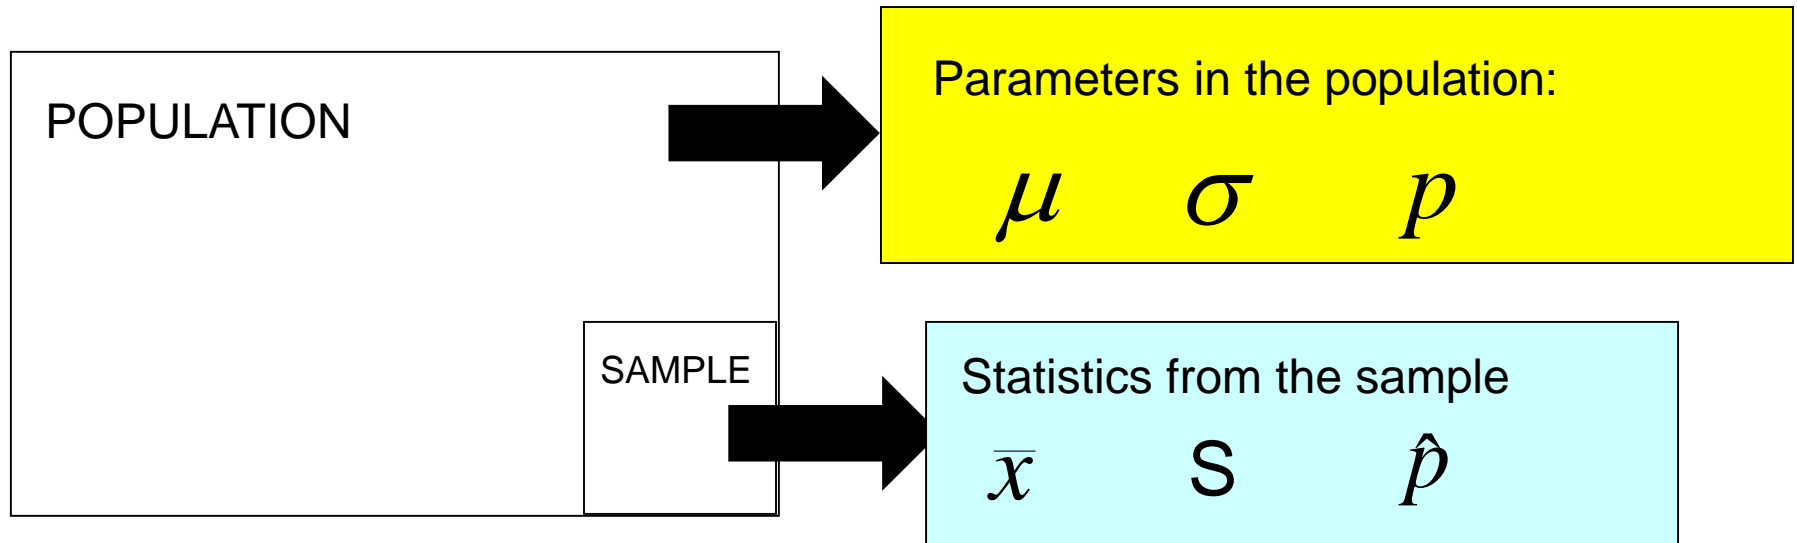 POPULATION
Parameters in the population:
μ σ p
SAMPLE
Statistics from the sample
x̅ S p̂